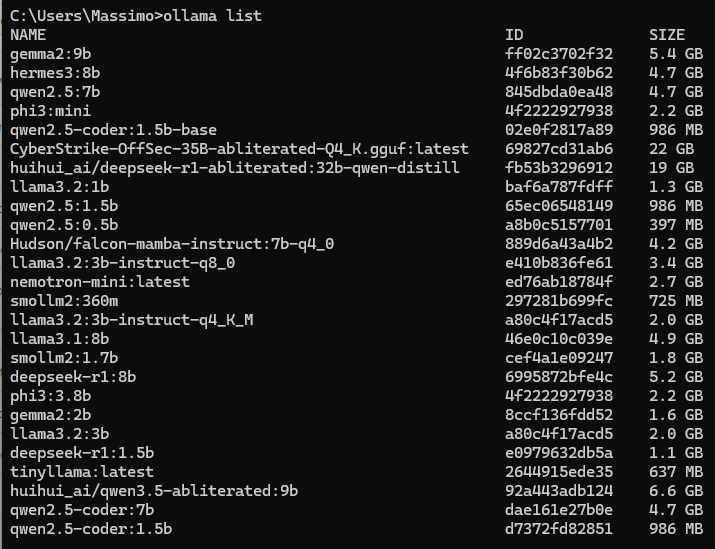 C:\Users\Massimo>ollama list
NAME ID SIZE
gemma2:9b ff02c3702f32 5.4 GB
hermes3:8b 4f6b83f30b62 4.7 GB
qwen2.5:7b 845dbda0ea48 4.7 GB
phi3:mini 4f2222927938 2.2 GB
qwen2.5-coder:1.5b-base 02e0f2817a89 986 MB
CyberStrike-OffSec-35B-abliterated-Q4_K.gguf:latest 69827cd31ab6 22 GB
huihui_ai/deepseek-r1-abliterated:32b-qwen-distill fb53b3296912 19 GB
llama3.2:1b baf6a787fdff 1.3 GB
qwen2.5:1.5b 65ec06548149 986 MB
qwen2.5:0.5b a8b0c5157701 397 MB
Hudson/falcon-mamba-instruct:7b-q4_0 889d6a43a4b2 4.2 GB
llama3.2:3b-instruct-q8_0 e410b836fe61 3.4 GB
nemotron-mini:latest ed76ab18784f 2.7 GB
smollm2:360m 297281b699fc 725 MB
llama3.2:3b-instruct-q4_K_M a80c4f17acd5 2.0 GB
llama3.1:8b 46e0c10c039e 4.9 GB
smollm2:1.7b cef4a1e09247 1.8 GB
deepseek-r1:8b 6995872bfe4c 5.2 GB
phi3:3.8b 4f2222927938 2.2 GB
gemma2:2b 8ccf136fdd52 1.6 GB
llama3.2:3b a80c4f17acd5 2.0 GB
deepseek-r1:1.5b e0979632db5a 1.1 GB
tinyllama:latest 2644915ede35 637 MB
huihui_ai/qwen3.5-abliterated:9b 92a443adb124 6.6 GB
qwen2.5-coder:7b dae161e27b0e 4.7 GB
qwen2.5-coder:1.5b d7372fd82851 986 MB